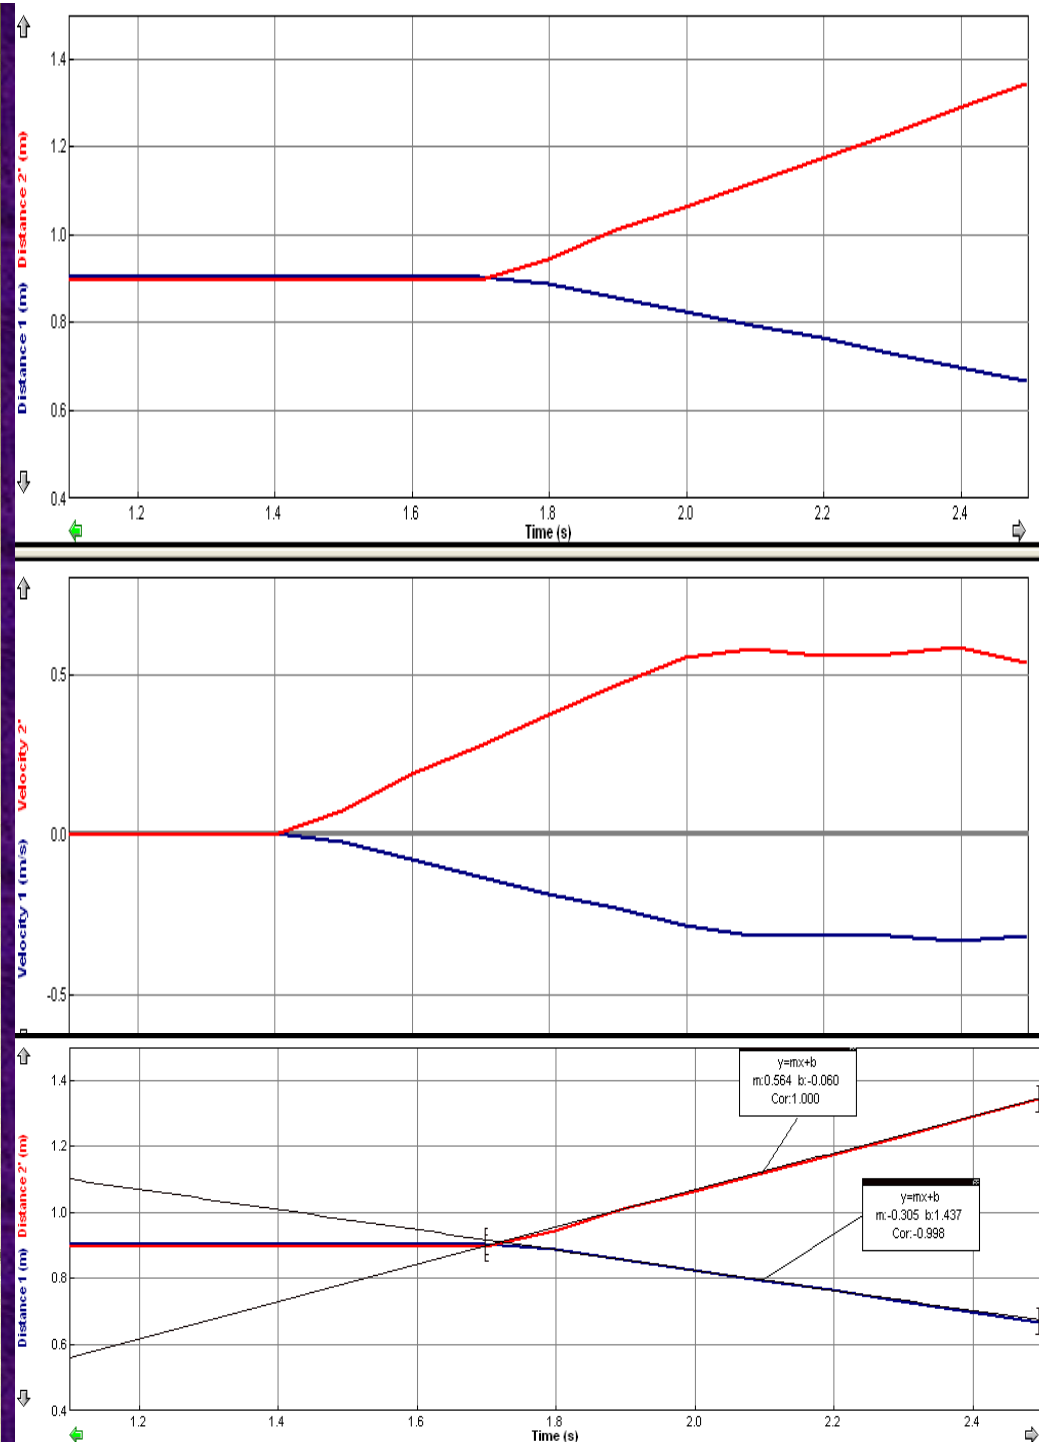 Distance 1 (m) Distance 2' (m)
1.4
1.2
1.0
0.8
0.6
0.4
1.2 1.4 1.6 1.8 2.0 2.2 2.4
Time (s)
Velocity 1 (m/s) Velocity 2'
0.5
0.0
-0.5
Distance 1 (m) Distance 2' (m)
1.4
1.2
1.0
0.8
0.6
0.4
y=mx+b
m:0.564 b:-0.060
Cor:1.000
y=mx+b
m:-0.305 b:1.437
Cor:-0.998
1.2 1.4 1.6 1.8 2.0 2.2 2.4
Time (s)